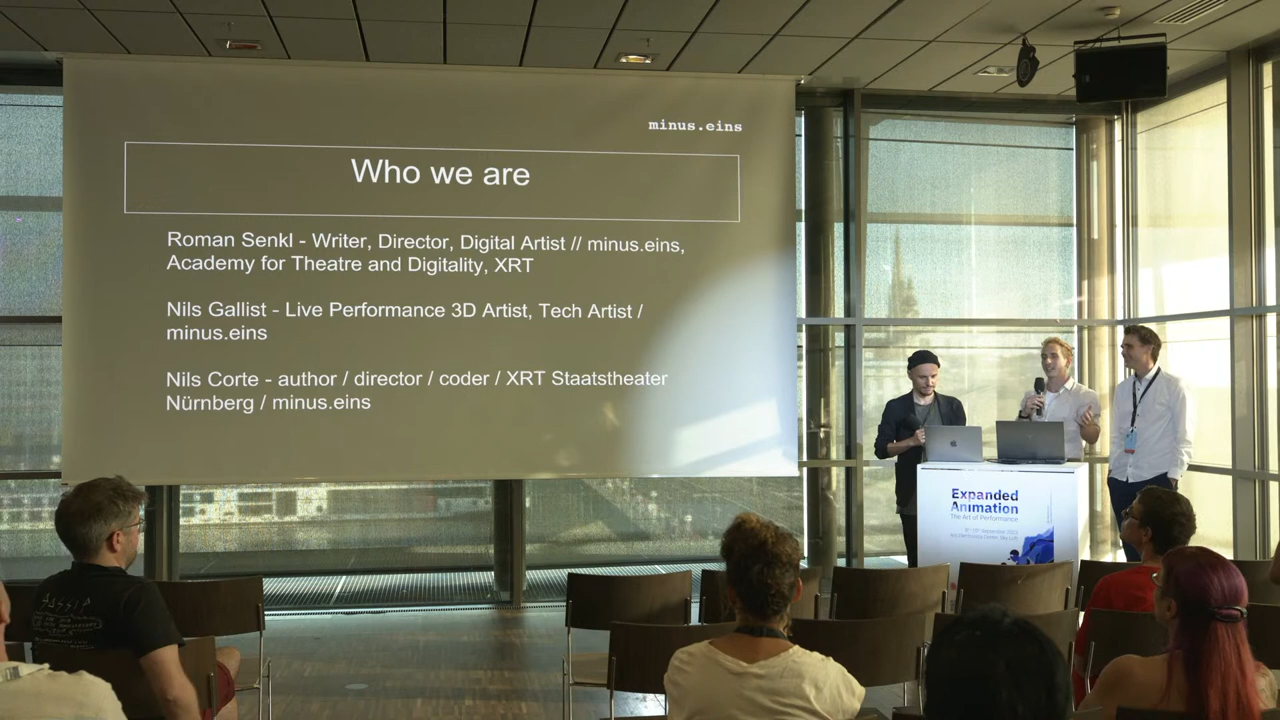 minus.eins
Who we are
Roman Senkl - Writer, Director, Digital Artist // minus.eins,
Academy for Theatre and Digitality, XRT
Nils Gallist - Live Performance 3D Artist, Tech Artist /
minus.eins
Nils Corte - author / director / coder / XRT Staatstheater
Nürnberg / minus.eins
Expanded
Animation
The Art of Performance